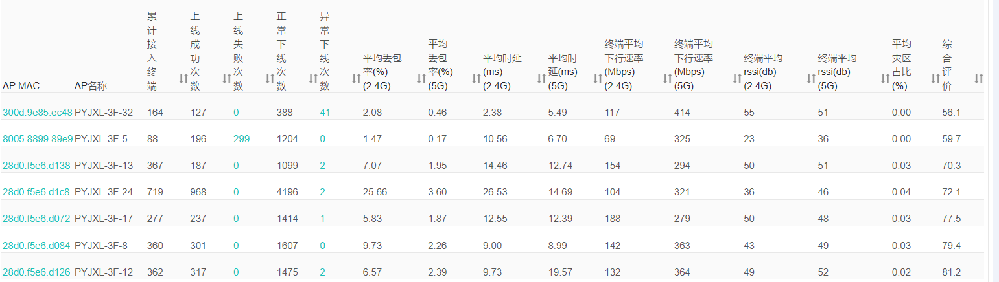 AP MAC AP名称 累计接入终端 上线成功次数 上线失败次数 正常下线次数 异常下线次数 平均丢包率(%)(2.4G) 平均丢包率(%)(5G) 平均时延(ms)(2.4G) 平均时延(ms)(5G) 终端平均下行速率(Mbps)(2.4G) 终端平均下行速率(Mbps)(5G) 终端平均rssi(db)(2.4G) 终端平均rssi(db)(5G) 平均灾区占比(%) 综合评价
300d.9e85.ec48 PYJXL-3F-32 164 127 0 388 41 2.08 0.46 2.38 5.49 117 414 55 51 0.00 56.1
8005.8899.89e9 PYJXL-3F-5 88 196 299 1204 0 1.47 0.17 10.56 6.70 69 325 23 36 0.00 59.7
28d0.f5e6.d138 PYJXL-3F-13 367 187 0 1099 2 7.07 1.95 14.46 12.74 154 294 50 51 0.03 70.3
28d0.f5e6.d1c8 PYJXL-3F-24 719 968 0 4196 2 25.66 3.60 26.53 14.69 104 321 36 46 0.04 72.1
28d0.f5e6.d072 PYJXL-3F-17 277 237 0 1414 1 5.83 1.87 12.55 12.39 188 279 50 48 0.03 77.5
28d0.f5e6.d084 PYJXL-3F-8 360 301 0 1607 0 9.73 2.26 9.00 8.99 142 363 43 49 0.03 79.4
28d0.f5e6.d126 PYJXL-3F-12 362 317 0 1475 2 6.57 2.39 9.73 19.57 132 364 49 52 0.02 81.2